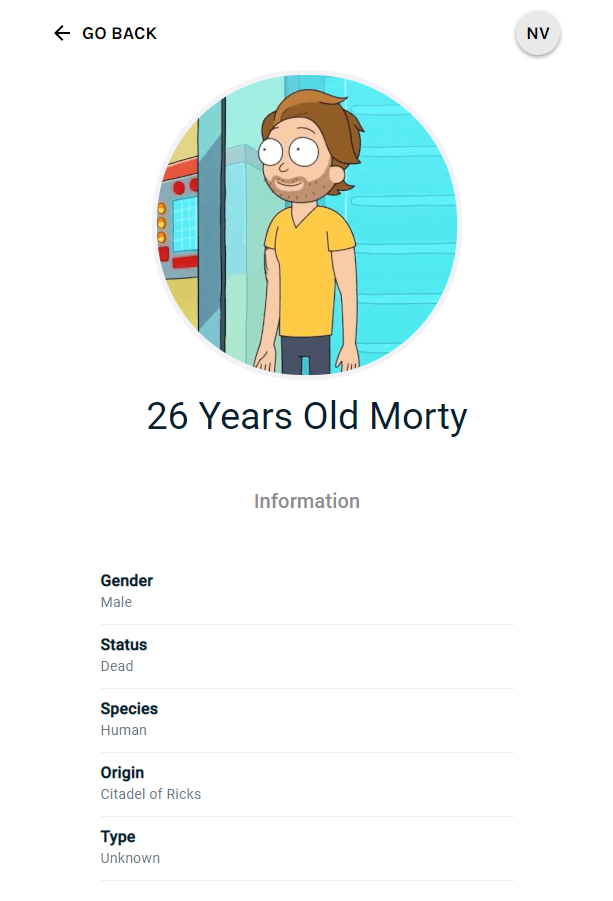 GO BACK
NV
26 Years Old Morty
Information
Gender
Male
Status
Dead
Species
Human
Origin
Citadel of Ricks
Type
Unknown